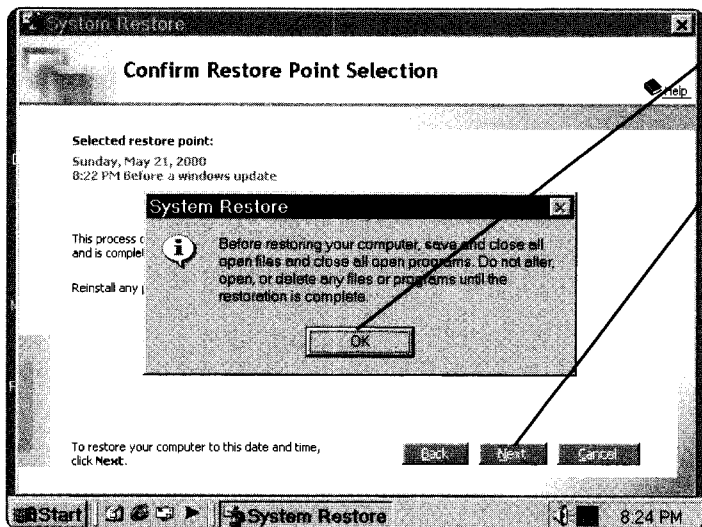 System Restore
Confirm Restore Point Selection
Help
Selected restore point:
Sunday, May 21, 2000
8:22 PM Before a windows update
System Restore
This process
and is comple
Before restoring your computer, save and close all
open files and close all open programs. Do not alter,
open, or delete any files or programs until the
restoration is complete.
Reinstall any
OK
To restore your computer to this date and time,
click Next.
Back Next Cancel
Start System Restore 8:24 PM